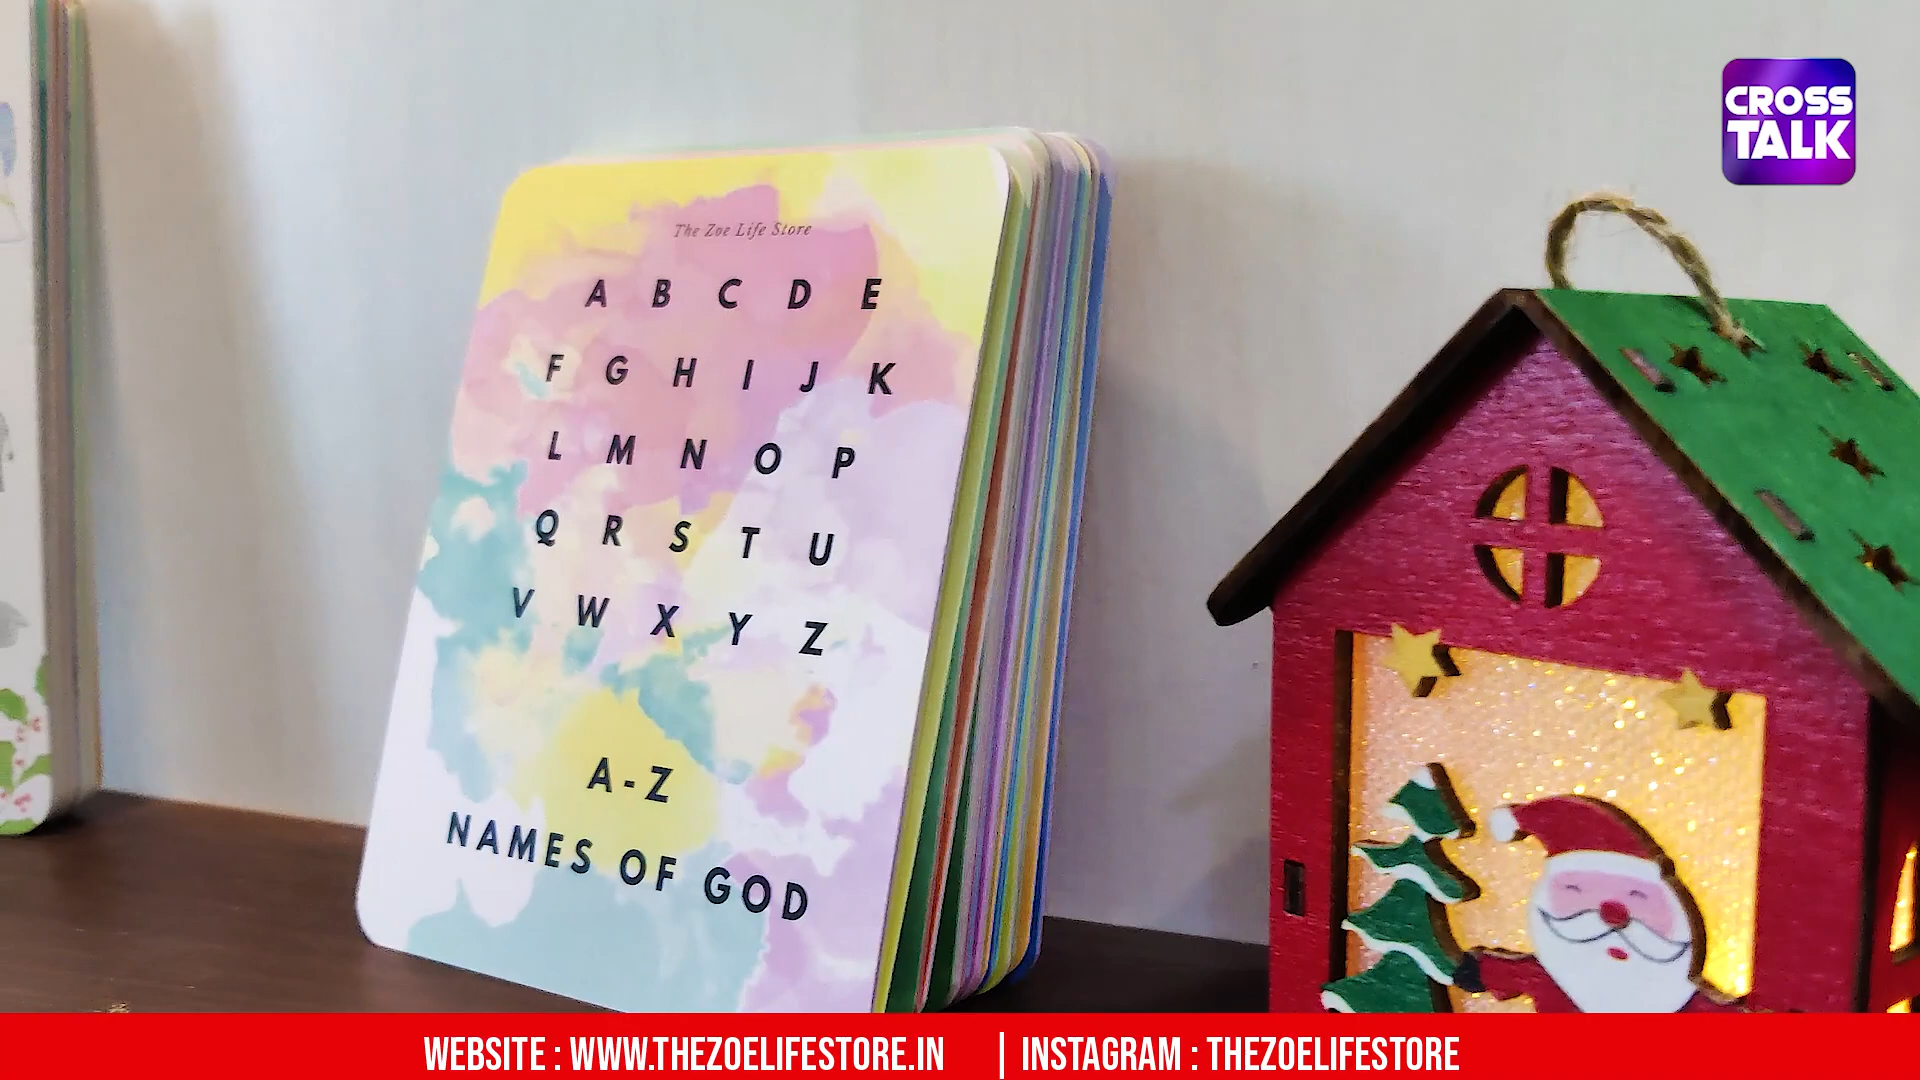 CROSS
TALK
The Zoe Life Store
A B C D E
F G H I J K
L M N O P
Q R S T U
V W X Y Z
A-Z
NAMES OF GOD
WEBSITE : WWW.THEZOELIFESTORE.IN | INSTAGRAM : THEZOELIFESTORE